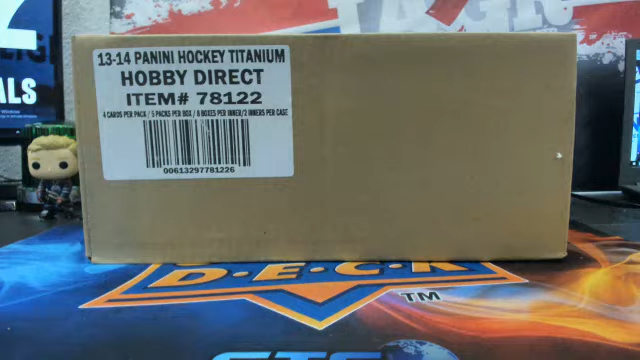 13-14 PANINI HOCKEY TITANIUM
HOBBY DIRECT
ITEM# 78122
4 CARDS PER PACK / 5 PACKS PER BOX / 8 BOXES PER INNER/2 INNERS PER CASE
00613297781226
ALS
D·E·C·K
TM